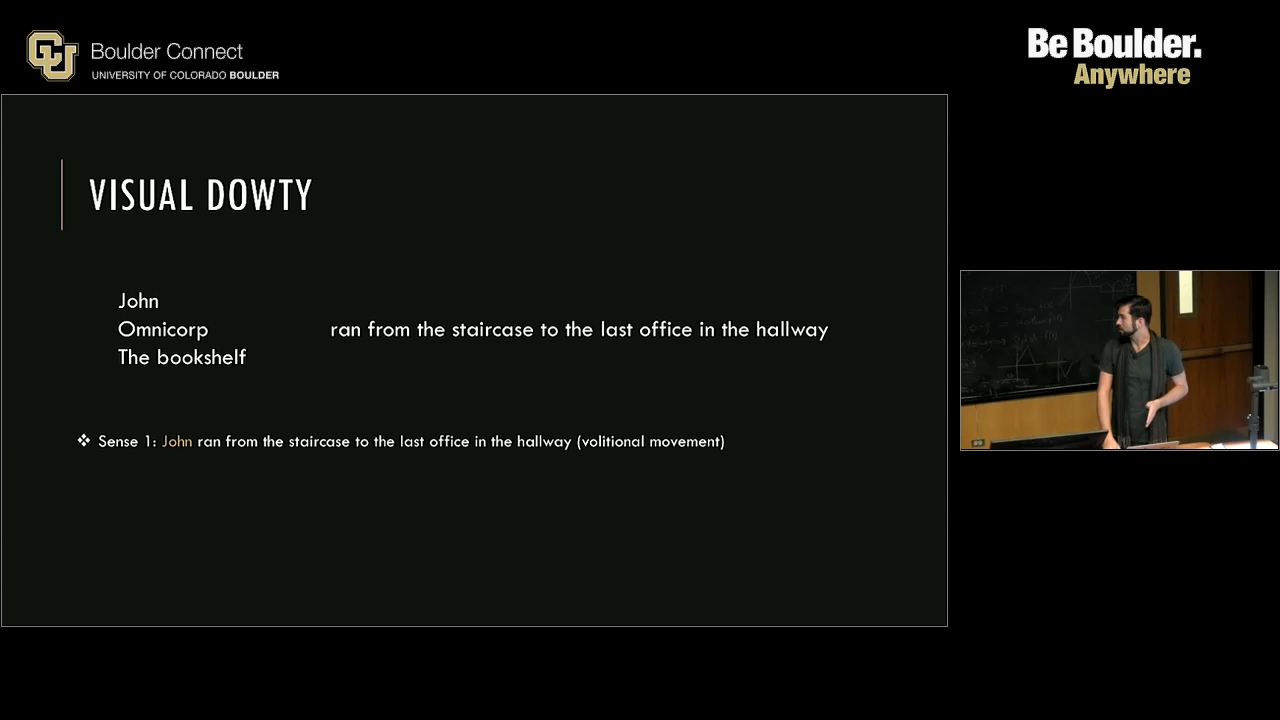 CU
Boulder Connect
UNIVERSITY OF COLORADO BOULDER
Be Boulder.
Anywhere
VISUAL DOWTY
John
Omnicorp ran from the staircase to the last office in the hallway
The bookshelf
❖ Sense 1: John ran from the staircase to the last office in the hallway (volitional movement)